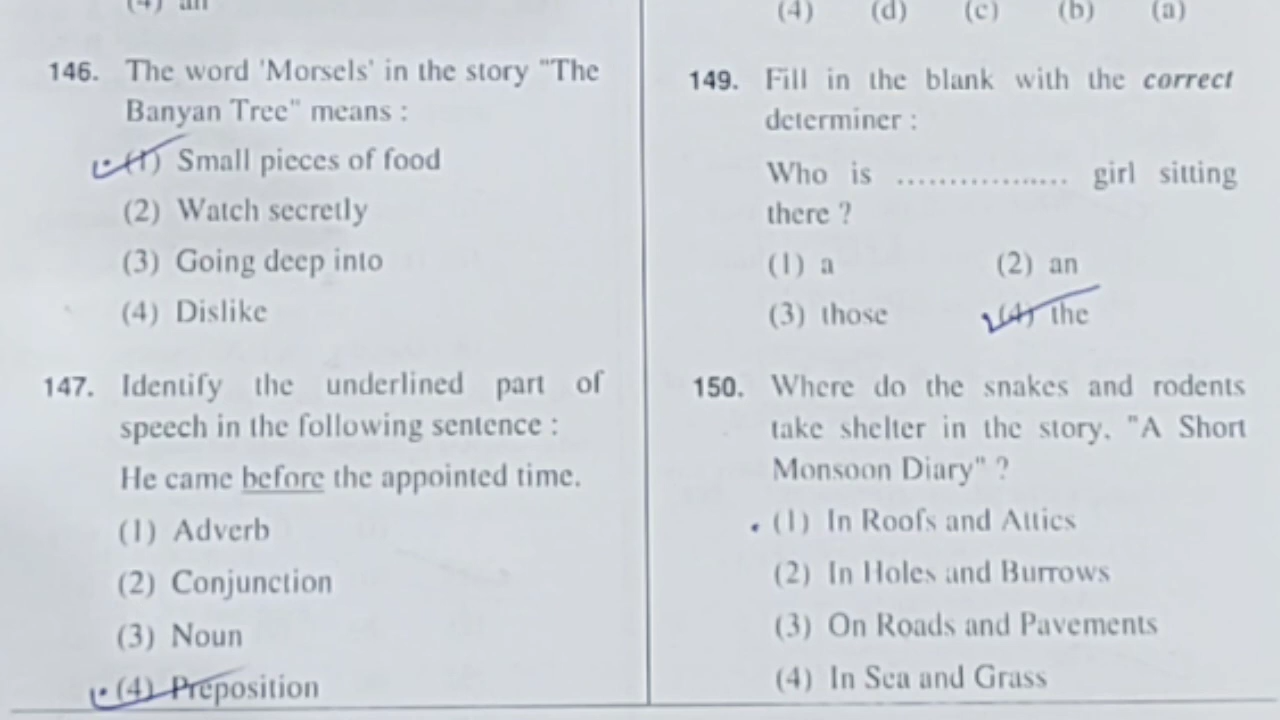 (4) an
146. The word 'Morsels' in the story "The
Banyan Tree" means :
(1) Small pieces of food
(2) Watch secretly
(3) Going deep into
(4) Dislike
147. Identify the underlined part of
speech in the following sentence :
He came before the appointed time.
(1) Adverb
(2) Conjunction
(3) Noun
(4) Preposition
(4) (d) (c) (b) (a)
149. Fill in the blank with the correct
determiner :
Who is .................. girl sitting
there ?
(1) a (2) an
(3) those (4) the
150. Where do the snakes and rodents
take shelter in the story, "A Short
Monsoon Diary" ?
(1) In Roofs and Attics
(2) In Holes and Burrows
(3) On Roads and Pavements
(4) In Sea and Grass